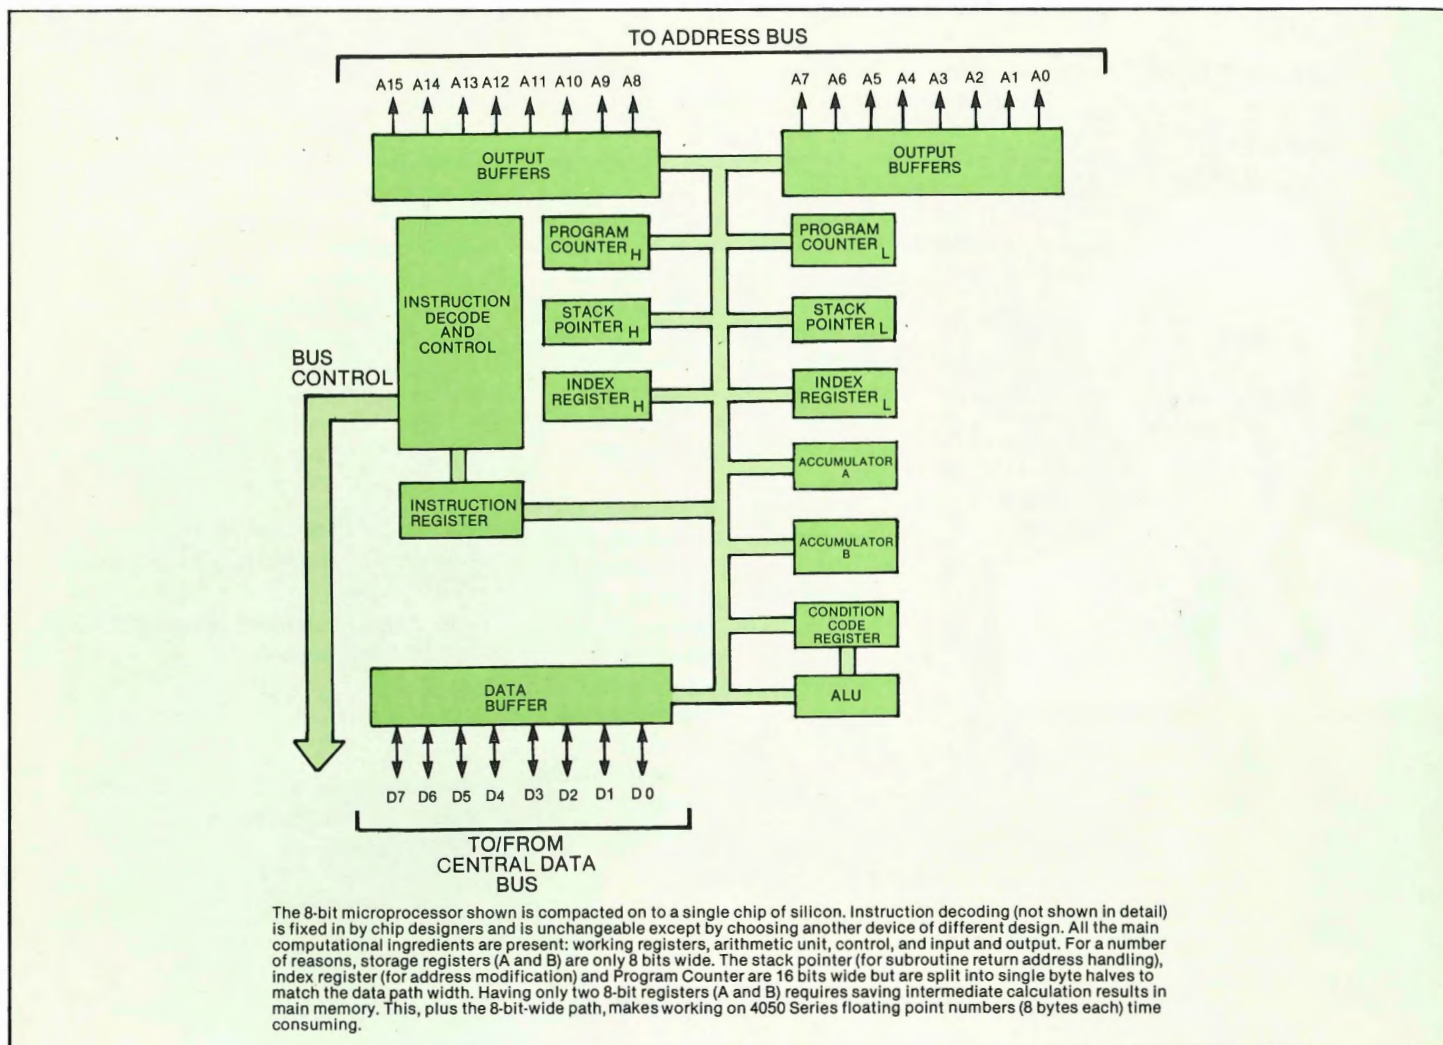 TO ADDRESS BUS
A15 A14 A13 A12 A11 A10 A9 A8 A7 A6 A5 A4 A3 A2 A1 A0
OUTPUT
BUFFERS
OUTPUT
BUFFERS
PROGRAM
COUNTER H
PROGRAM
COUNTER L
INSTRUCTION
DECODE
AND
CONTROL
STACK
POINTER H
STACK
POINTER L
BUS
CONTROL
INDEX
REGISTER H
INDEX
REGISTER L
ACCUMULATOR
A
INSTRUCTION
REGISTER
ACCUMULATOR
B
CONDITION
CODE
REGISTER
DATA
BUFFER
ALU
D7 D6 D5 D4 D3 D2 D1 D0
TO/FROM
CENTRAL DATA
BUS
The 8-bit microprocessor shown is compacted on to a single chip of silicon. Instruction decoding (not shown in detail)
is fixed in by chip designers and is unchangeable except by choosing another device of different design. All the main
computational ingredients are present: working registers, arithmetic unit, control, and input and output. For a number
of reasons, storage registers (A and B) are only 8 bits wide. The stack pointer (for subroutine return address handling),
index register (for address modification) and Program Counter are 16 bits wide but are split into single byte halves to
match the data path width. Having only two 8-bit registers (A and B) requires saving intermediate calculation results in
main memory. This, plus the 8-bit-wide path, makes working on 4050 Series floating point numbers (8 bytes each) time
consuming.